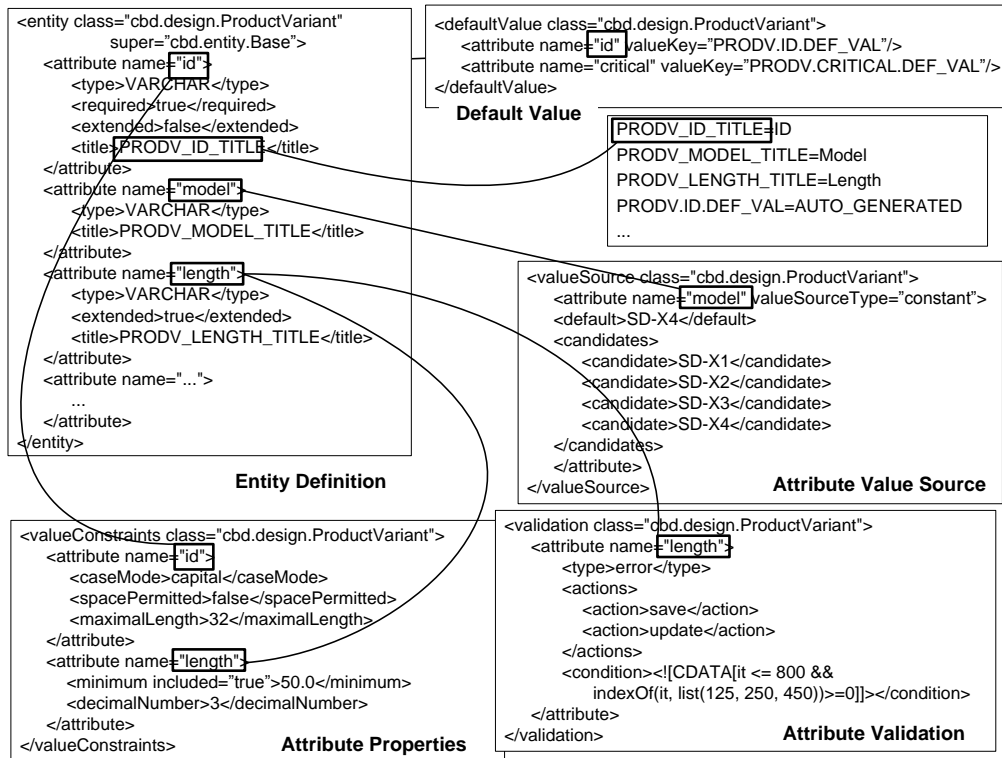 <entity class="cbd.design.ProductVariant"
super=”cbd.entity.Base”>
<attribute name="id">
<type>VARCHAR</type>
<required>true</required>
<extended>false</extended>
<title>PRODV_ID_TITLE</title>
</attribute>
<attribute name="model">
<type>VARCHAR</type>
<title>PRODV_MODEL_TITLE</title>
</attribute>
<attribute name="length">
<type>VARCHAR</type>
<extended>true</extended>
<title>PRODV_LENGTH_TITLE</title>
</attribute>
<attribute name="...">
...
</attribute>
</entity>
Entity Definition
<defaultValue class="cbd.design.ProductVariant">
<attribute name="id" valueKey=”PRODV.ID.DEF_VAL”/>
<attribute name="critical" valueKey=”PRODV.CRITICAL.DEF_VAL”/>
</defaultValue>
Default Value
PRODV_ID_TITLE=ID
PRODV_MODEL_TITLE=Model
PRODV_LENGTH_TITLE=Length
PRODV.ID.DEF_VAL=AUTO_GENERATED
...
<valueSource class="cbd.design.ProductVariant">
<attribute name="model" valueSourceType=”constant”>
<default>SD-X4</default>
<candidates>
<candidate>SD-X1</candidate>
<candidate>SD-X2</candidate>
<candidate>SD-X3</candidate>
<candidate>SD-X4</candidate>
</candidates>
</attribute>
</valueSource>
Attribute Value Source
<valueConstraints class="cbd.design.ProductVariant">
<attribute name="id">
<caseMode>capital</caseMode>
<spacePermitted>false</spacePermitted>
<maximalLength>32</maximalLength>
</attribute>
<attribute name="length">
<minimum included=”true”>50.0</minimum>
<decimalNumber>3</decimalNumber>
</attribute>
</valueConstraints>
Attribute Properties
<validation class="cbd.design.ProductVariant">
<attribute name="length">
<type>error</type>
<actions>
<action>save</action>
<action>update</action>
</actions>
<condition><![CDATA[it <= 800 &&
indexOf(it, list(125, 250, 450))>=0]]></condition>
</attribute>
</validation>
Attribute Validation